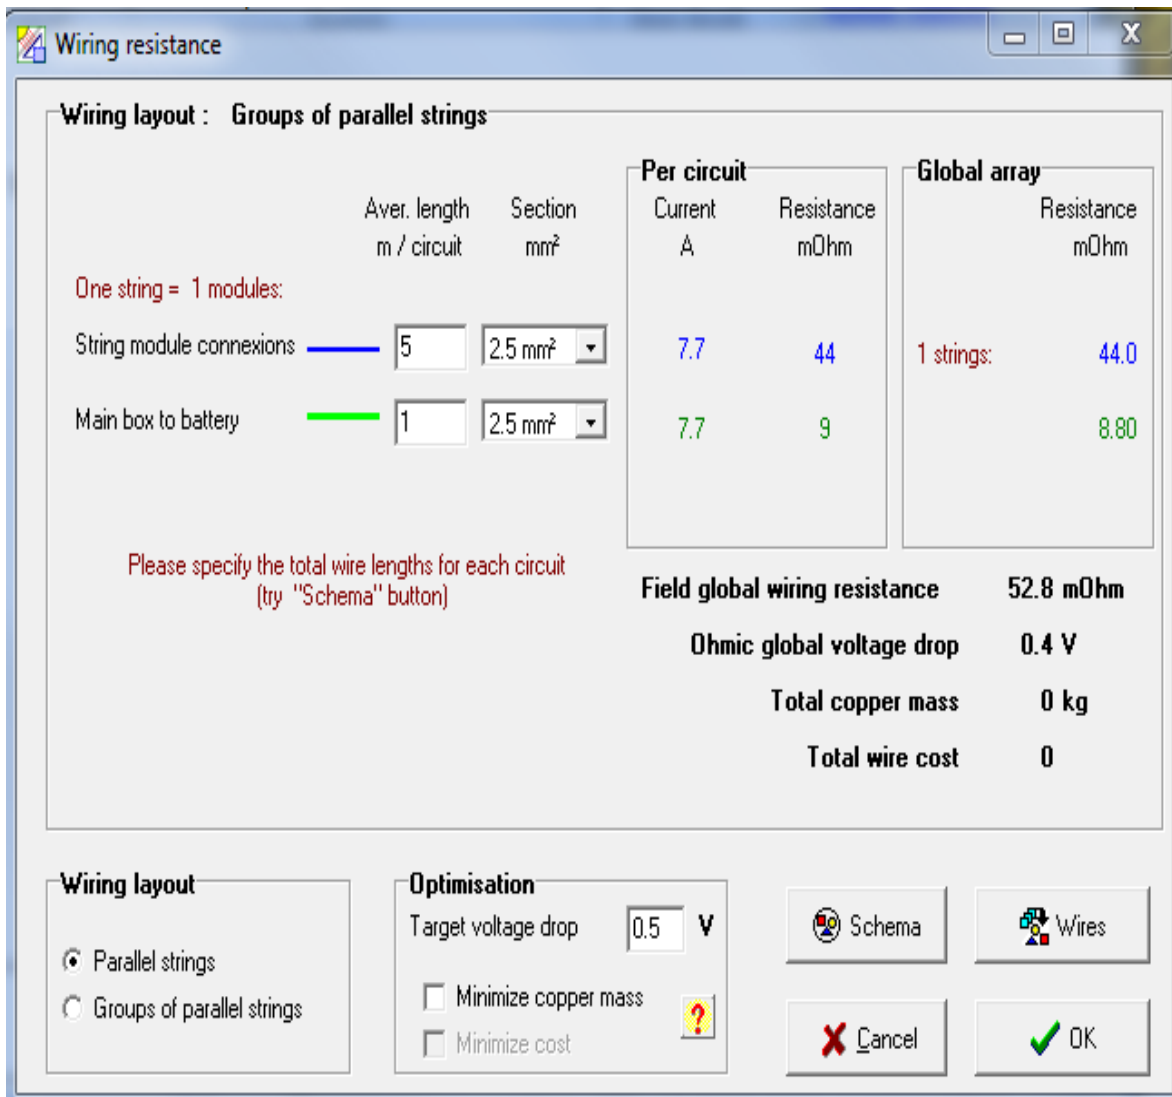 Wiring resistance
X
Wiring layout : Groups of parallel strings
Per circuit
Global array
Aver. length Section Current Resistance Resistance
m / circuit mm² A mOhm mOhm
One string = 1 modules:
String module connexions 5 2.5 mm² 7.7 44 1 strings: 44.0
Main box to battery 1 2.5 mm² 7.7 9 8.80
Please specify the total wire lengths for each circuit
(try "Schema" button)
Field global wiring resistance 52.8 mOhm
Ohmic global voltage drop 0.4 V
Total copper mass 0 kg
Total wire cost 0
Wiring layout
Parallel strings
Groups of parallel strings
Optimisation
Target voltage drop 0.5 V
Minimize copper mass
?
Minimize cost
Schema
Wires
Cancel
OK